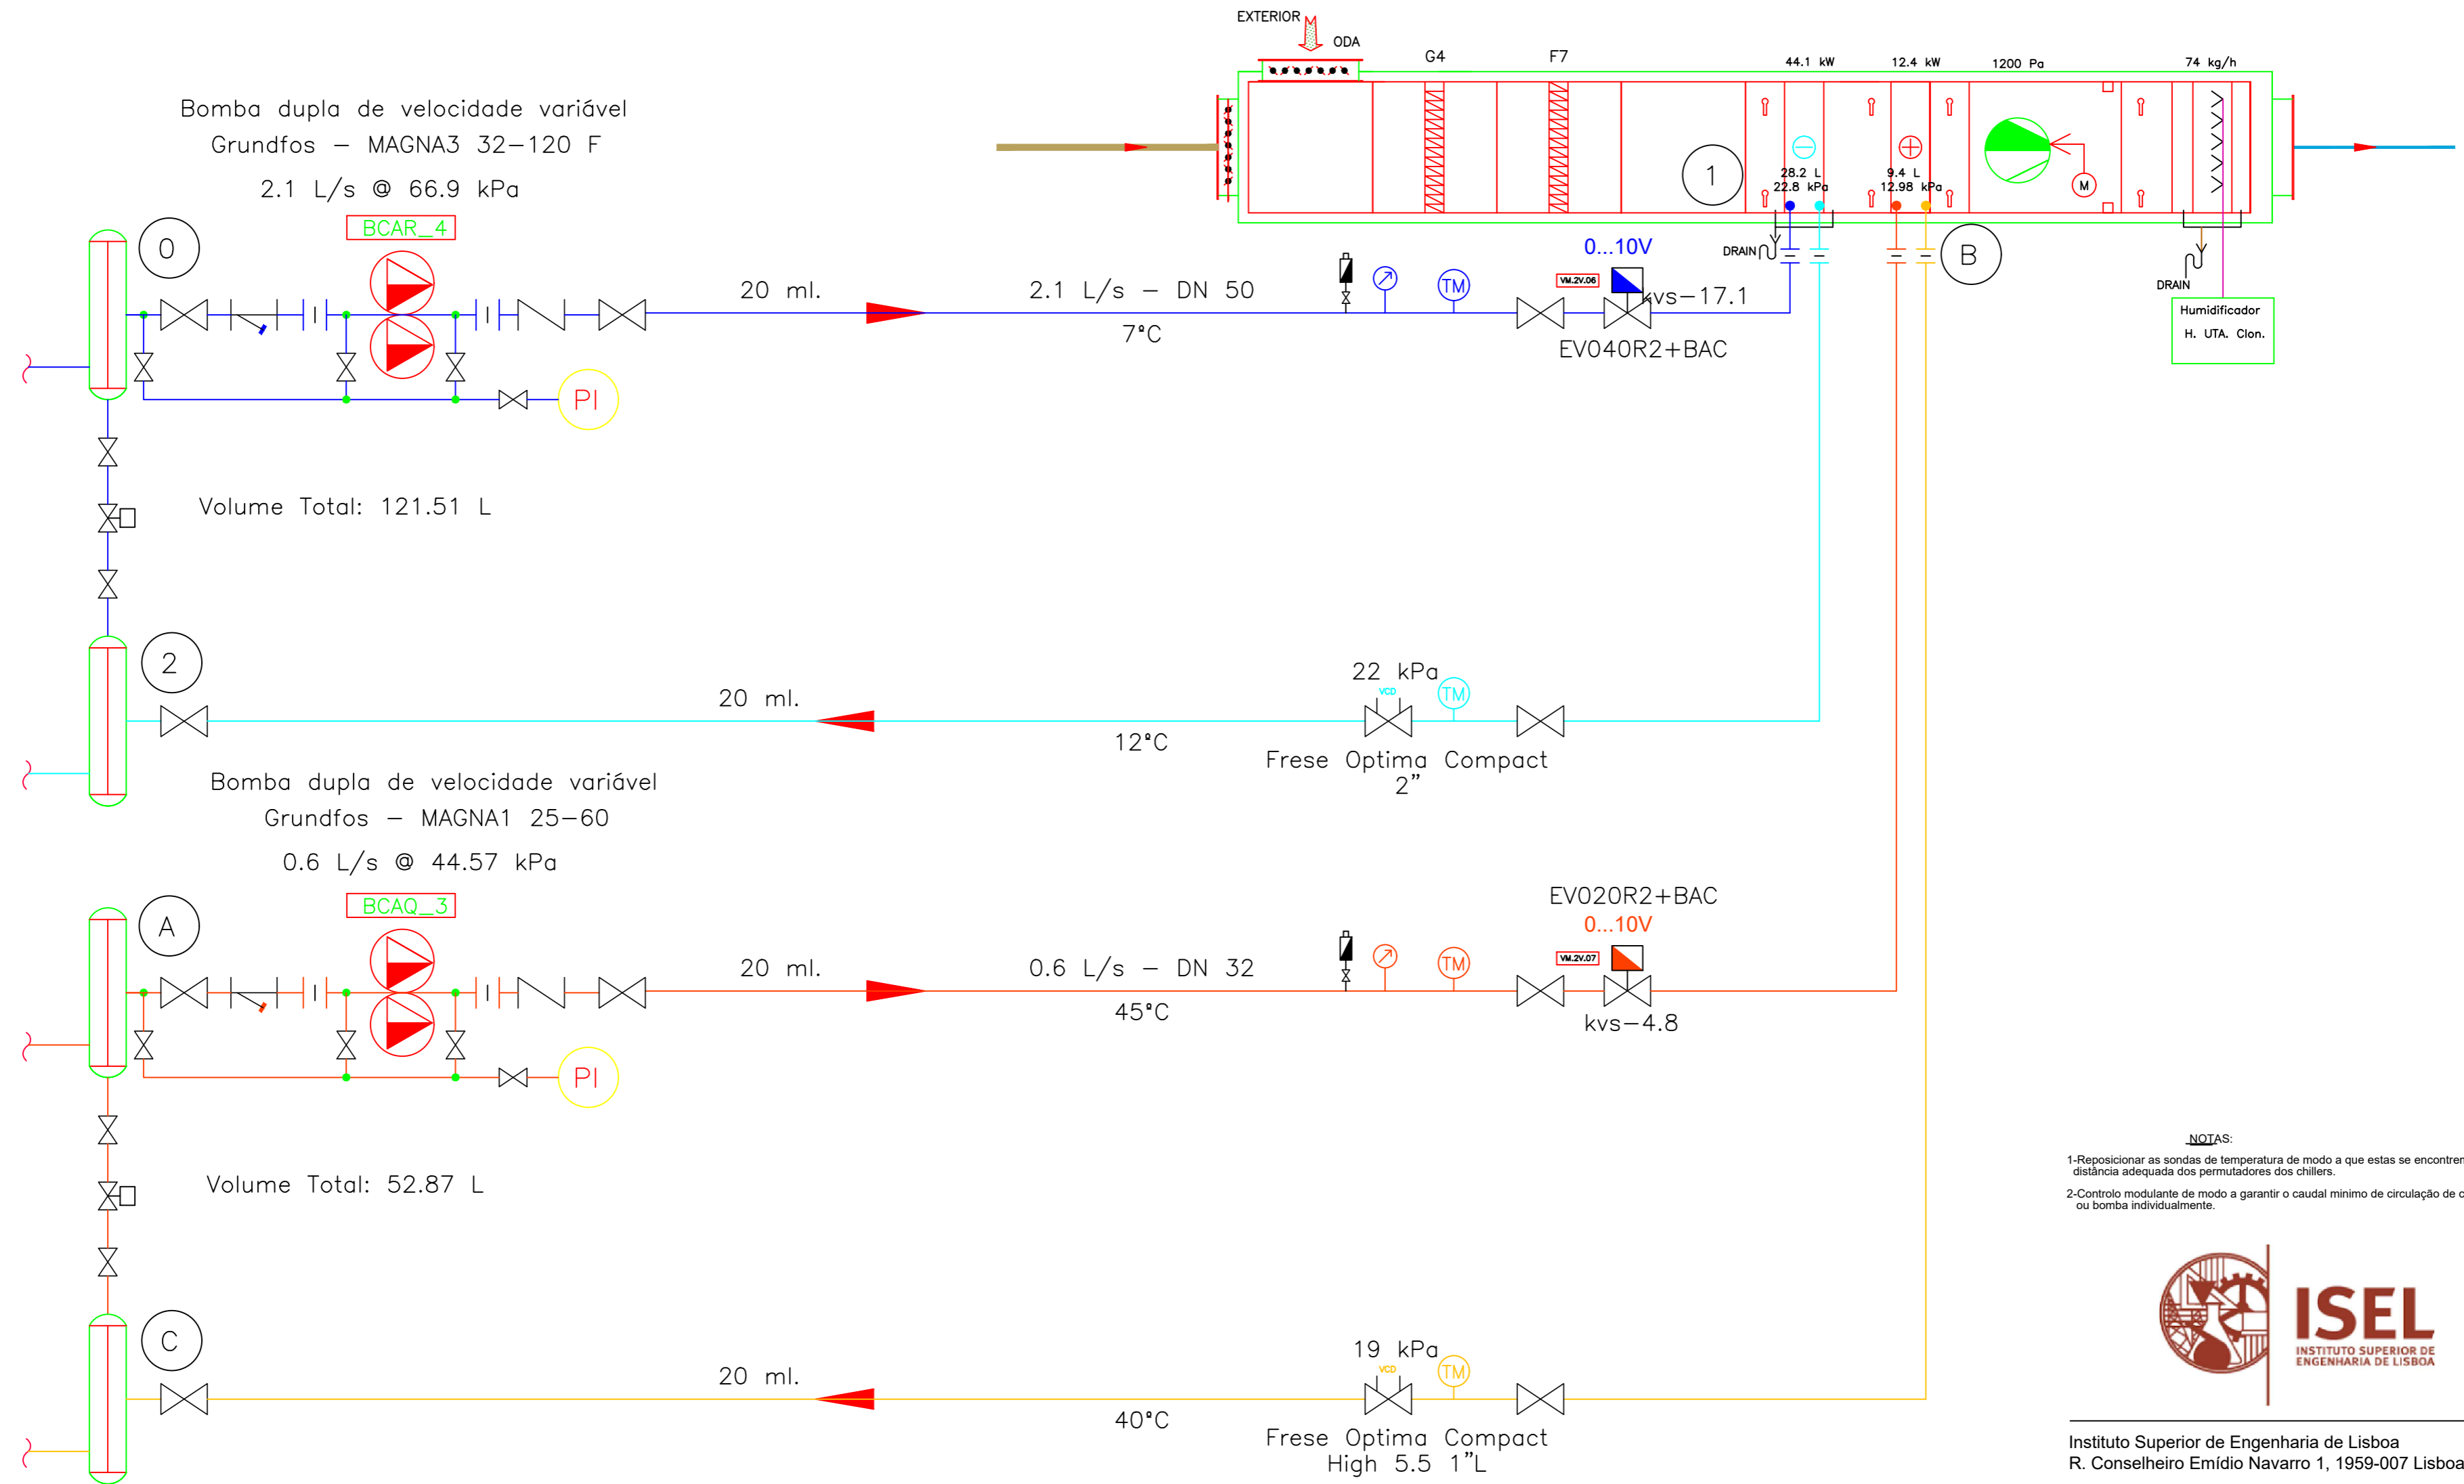 EXTERIOR
ODA
G4
F7
44.1 kW
12.4 kW
1200 Pa
74 kg/h
Bomba dupla de velocidade variável
Grundfos – MAGNA3 32–120 F
2.1 L/s @ 66.9 kPa
BCAR_4
0
1
28.2 L
22.8 kPa
9.4 L
12.98 kPa
M
DRAIN
B
DRAIN
Humidificador
H. UTA. Clon.
20 ml.
2.1 L/s – DN 50
7ºC
TM
0...10V
VM.2V.06
kvs–17.1
EV040R2+BAC
PI
Volume Total: 121.51 L
2
20 ml.
12ºC
22 kPa
VCD
TM
Frese Optima Compact
2”
Bomba dupla de velocidade variável
Grundfos – MAGNA1 25–60
0.6 L/s @ 44.57 kPa
BCAQ_3
A
20 ml.
0.6 L/s – DN 32
45ºC
TM
EV020R2+BAC
0...10V
VM.2V.07
kvs–4.8
PI
Volume Total: 52.87 L
C
20 ml.
40ºC
19 kPa
VCD
TM
Frese Optima Compact
High 5.5 1”L
NOTAS:
1-Reposicionar as sondas de temperatura de modo a que estas se encontrem
distância adequada dos permutadores dos chillers.
2-Controlo modulante de modo a garantir o caudal minimo de circulação de c
ou bomba individualmente.
ISEL
INSTITUTO SUPERIOR DE
ENGENHARIA DE LISBOA
Instituto Superior de Engenharia de Lisboa
R. Conselheiro Emídio Navarro 1, 1959-007 Lisboa